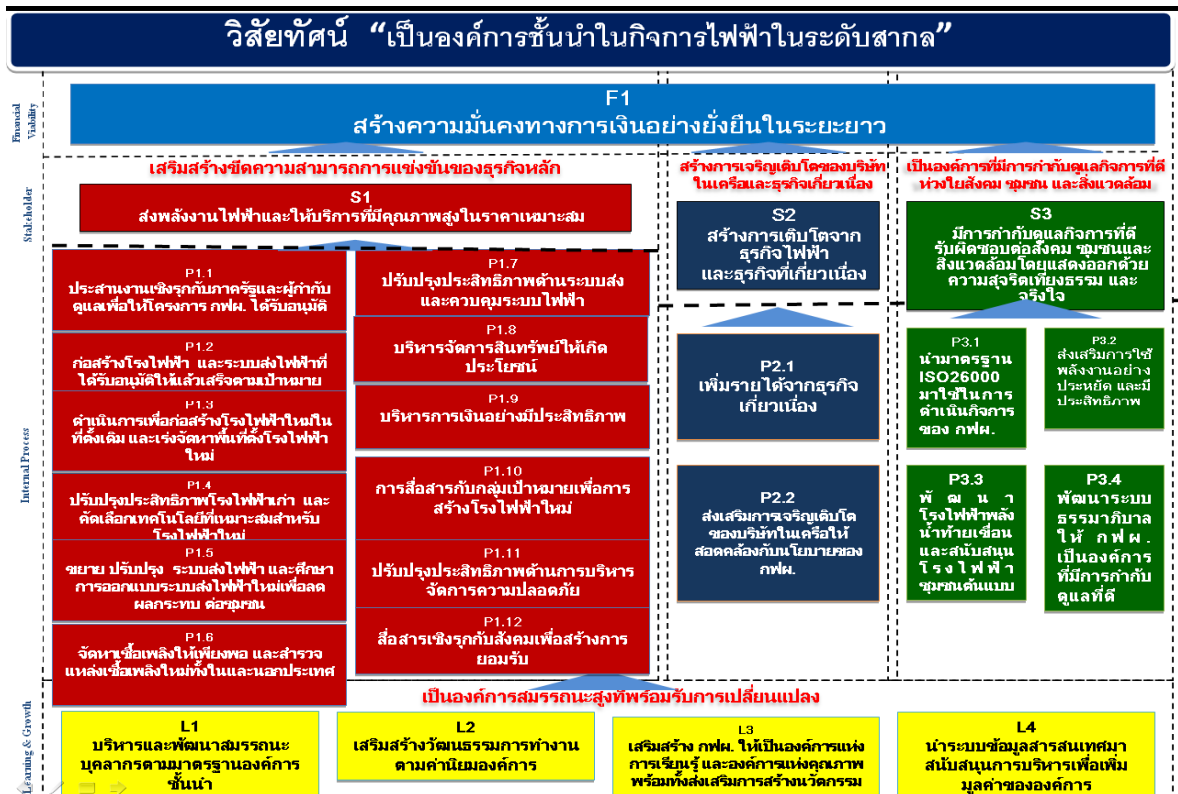 วิสัยทัศน์ “เป็นองค์การชั้นนำในกิจการไฟฟ้าในระดับสากล”
Financial
Viability
F1
สร้างความมั่นคงทางการเงินอย่างยั่งยืนในระยะยาว
Stakeholder
เสริมสร้างขีดความสามารถการแข่งขันของธุรกิจหลัก
S1
ส่งพลังงานไฟฟ้าและให้บริการที่มีคุณภาพสูงในราคาเหมาะสม
สร้างการเจริญเติบโตของบริษัท
ในเครือและธุรกิจเกี่ยวเนื่อง
S2
สร้างการเติบโตจาก
ธุรกิจไฟฟ้า
และธุรกิจที่เกี่ยวเนื่อง
เป็นองค์การที่มีการกำกับดูแลกิจการที่ดี
ห่วงใยสังคม ชุมชน และสิ่งแวดล้อม
S3
มีการกำกับดูแลกิจการที่ดี
รับผิดชอบต่อสังคม ชุมชนและ
สิ่งแวดล้อมโดยแสดงออกด้วย
ความสุจริตเที่ยงธรรม และ
จริงใจ
Internal Process
P1.1
ประสานงานเชิงรุกกับภาครัฐและผู้กำกับ
ดูแลเพื่อให้โครงการ กฟผ. ได้รับอนุมัติ
P1.2
ก่อสร้างโรงไฟฟ้า และระบบส่งไฟฟ้าที่
ได้รับอนุมัติให้แล้วเสร็จตามเป้าหมาย
P1.3
ดำเนินการเพื่อก่อสร้างโรงไฟฟ้าใหม่ใน
ที่ตั้งเดิม และเร่งจัดหาพื้นที่ตั้งโรงไฟฟ้า
ใหม่
P1.4
ปรับปรุงประสิทธิภาพโรงไฟฟ้าเก่า และ
คัดเลือกเทคโนโลยีที่เหมาะสมสำหรับ
โรงไฟฟ้าใหม่
P1.5
ขยาย ปรับปรุง ระบบส่งไฟฟ้า และศึกษา
การออกแบบระบบส่งไฟฟ้าใหม่เพื่อลด
ผลกระทบ ต่อชุมชน
P1.6
จัดหาเชื้อเพลิงให้เพียงพอ และสำรวจ
แหล่งเชื้อเพลิงใหม่ทั้งในและนอกประเทศ
P1.7
ปรับปรุงประสิทธิภาพด้านระบบส่ง
และควบคุมระบบไฟฟ้า
P1.8
บริหารจัดการสินทรัพย์ให้เกิด
ประโยชน์
P1.9
บริหารการเงินอย่างมีประสิทธิภาพ
P1.10
การสื่อสารกับกลุ่มเป้าหมายเพื่อการ
สร้างโรงไฟฟ้าใหม่
P1.11
ปรับปรุงประสิทธิภาพด้านการบริหาร
จัดการความปลอดภัย
P1.12
สื่อสารเชิงรุกกับสังคมเพื่อสร้างการ
ยอมรับ
P2.1
เพิ่มรายได้จากธุรกิจ
เกี่ยวเนื่อง
P2.2
ส่งเสริมการเจริญเติบโต
ของบริษัทในเครือให้
สอดคล้องกับนโยบายของ
กฟผ.
P3.1
นำมาตรฐาน
ISO26000
มาใช้ในการ
ดำเนินกิจการ
ของ กฟผ.
P3.2
ส่งเสริมการใช้
พลังงานอย่าง
ประหยัด และมี
ประสิทธิภาพ
P3.3
พัฒนา
โรงไฟฟ้าพลัง
น้ำท้ายเขื่อน
และสนับสนุน
โรงไฟฟ้า
ชุมชนต้นแบบ
P3.4
พัฒนาระบบ
ธรรมาภิบาล
ให้ กฟผ.
เป็นองค์การ
ที่มีการกำกับ
ดูแลที่ดี
Learning & Growth
เป็นองค์การสมรรถนะสูงที่พร้อมรับการเปลี่ยนแปลง
L1
บริหารและพัฒนาสมรรถนะ
บุคลากรตามมาตรฐานองค์การ
ชั้นนำ
L2
เสริมสร้างวัฒนธรรมการทำงาน
ตามค่านิยมองค์การ
L3
เสริมสร้าง กฟผ. ให้เป็นองค์การแห่ง
การเรียนรู้ และองค์การแห่งคุณภาพ
พร้อมทั้งส่งเสริมการสร้างนวัตกรรม
L4
นำระบบข้อมูลสารสนเทศมา
สนับสนุนการบริหารเพื่อเพิ่ม
มูลค่าขององค์การ